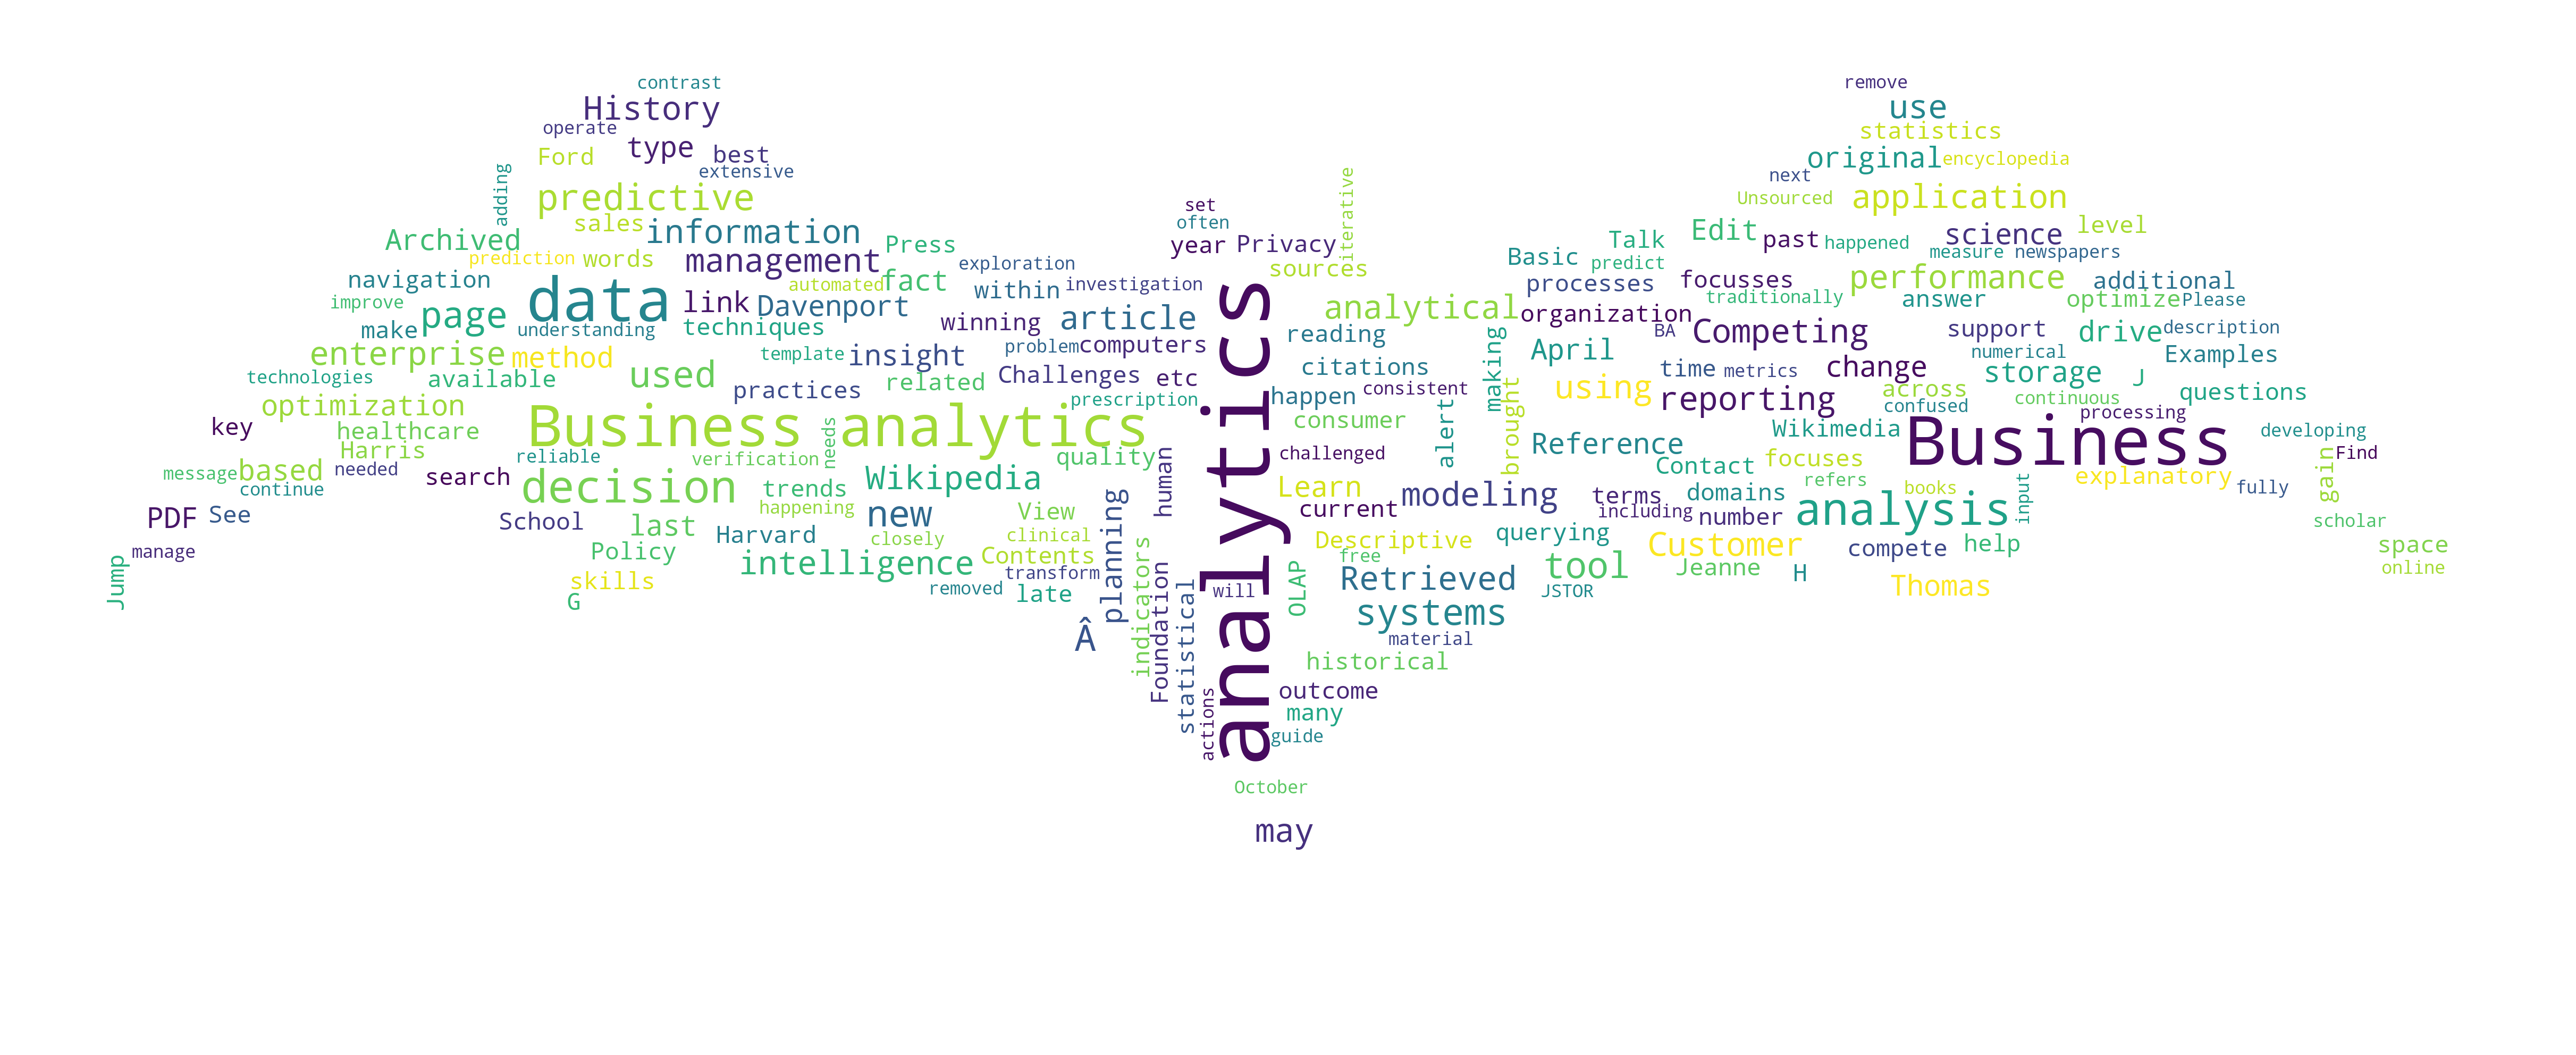 contrast
remove
History
use
operate
statistics
Ford
type
best
original
encyclopedia
extensive
next
adding
predictive
iterative
Unsourced
application
set
sales
often
level
information
Archived
Press
year
Privacy
Talk
Edit
past
happened
science
prediction
words
management
exploration
sources
Basic
predict
measure
newspapers
navigation
automated
fact
within
investigation
processes
focusses
performance
additional
improve
data
link
Davenport
analytical
traditionally
answer
optimize
Please
page
winning
article
organization
make
understanding
techniques
reading
making
BA
Competing
support
drive
description
enterprise
method
template
insight
problem
computers
April
numerical
Examples
technologies
available
used
related
Challenges
etc
citations
time
metrics
change
storage
J
practices
prescription
happen
consistent
using
reporting
across
continuous
questions
optimization
confused
processing
key
healthcare
Business analytics
analytics
consumer
alert
brought
Wikimedia
Business
developing
Harris
needs
Reference
message
based
needed
reliable
verification
quality
human
challenged
Contact
focuses
gain
Find
continue
search
decision
trends
Wikipedia
Learn
modeling
terms
domains
refers
books
explanatory
fully
PDF
See
School
last
happening
new
View
planning
current
including
number
analysis
input
scholar
Policy
Harvard
closely
clinical
Descriptive
querying
Customer
compete
help
space
manage
intelligence
Contents
free
tool
Jeanne
H
online
Jump
skills
transform
indicators
Foundation
statistical
will
OLAP
Retrieved
JSTOR
Thomas
G
removed
late
systems
Â
material
historical
actions
outcome
many
guide
October
may